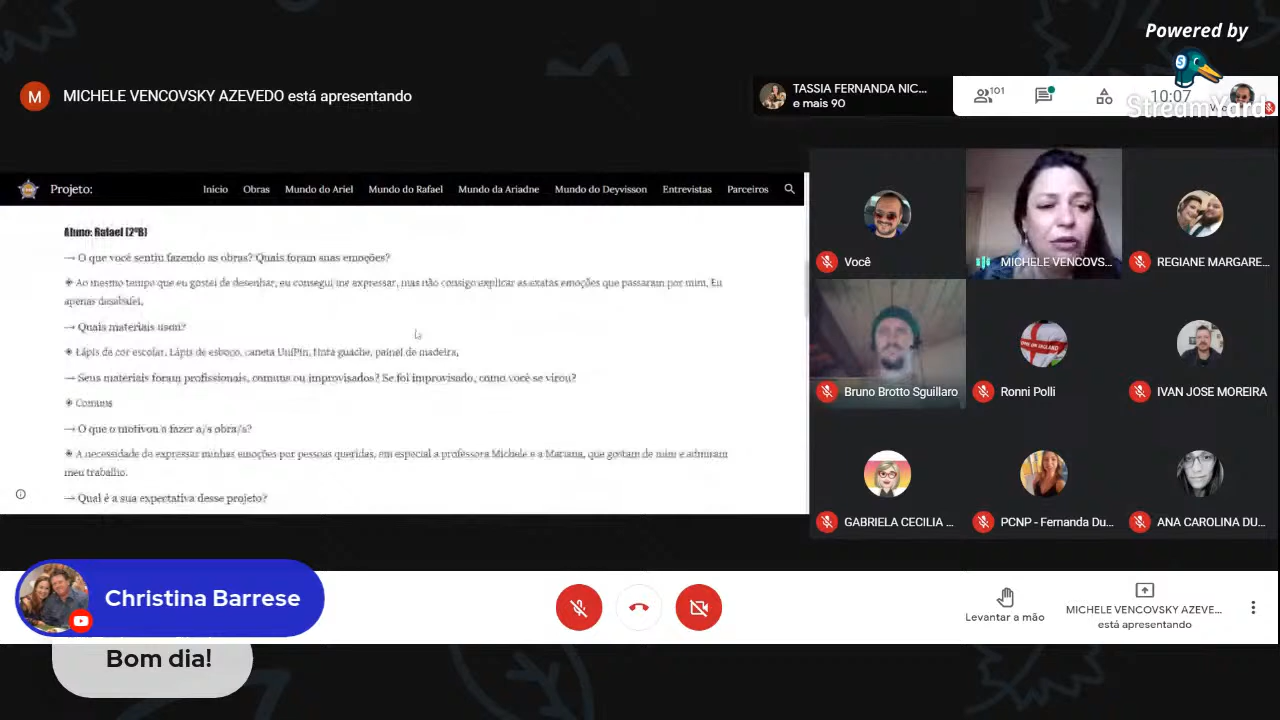 Powered by
StreamYard
M MICHELE VENCOVSKY AZEVEDO está apresentando
TASSIA FERNANDA NIC...
e mais 90
101
10:07
Projeto:
Início Obras Mundo do Ariel Mundo do Rafael Mundo da Ariadne Mundo do Deyvisson Entrevistas Parceiros
Aluno: Rafael (2ºB)
→ O que você sentiu fazendo as obras? Quais foram suas emoções?
◈ Ao mesmo tempo que eu gostei de desenhar, eu consegui me expressar, mas não consigo explicar as exatas emoções que passaram por mim. Eu
apenas desabafei.
→ Quais materiais usou?
◈ Lápis de cor escolar, Lápis de esboço, caneta UniPin, tinta guache, painel de madeira.
→ Seus materiais foram profissionais, comuns ou improvisados? Se foi improvisado, como você se virou?
◈ Comuns
→ O que o motivou/a fazer a/s obra/s?
◈ A necessidade de expressar minhas emoções por pessoas queridas, em especial a professora Michele e a Mariana, que gostam de mim e admiram
meu trabalho.
→ Qual é a sua expectativa desse projeto?
Você
MICHELE VENCOVS...
REGIANE MARGARE...
Bruno Brotto Sguillaro
Ronni Polli
IVAN JOSE MOREIRA
GABRIELA CECILIA ...
PCNP - Fernanda Du...
ANA CAROLINA DU...
Christina Barrese
Bom dia!
Levantar a mão
MICHELE VENCOVSKY AZEVE...
está apresentando